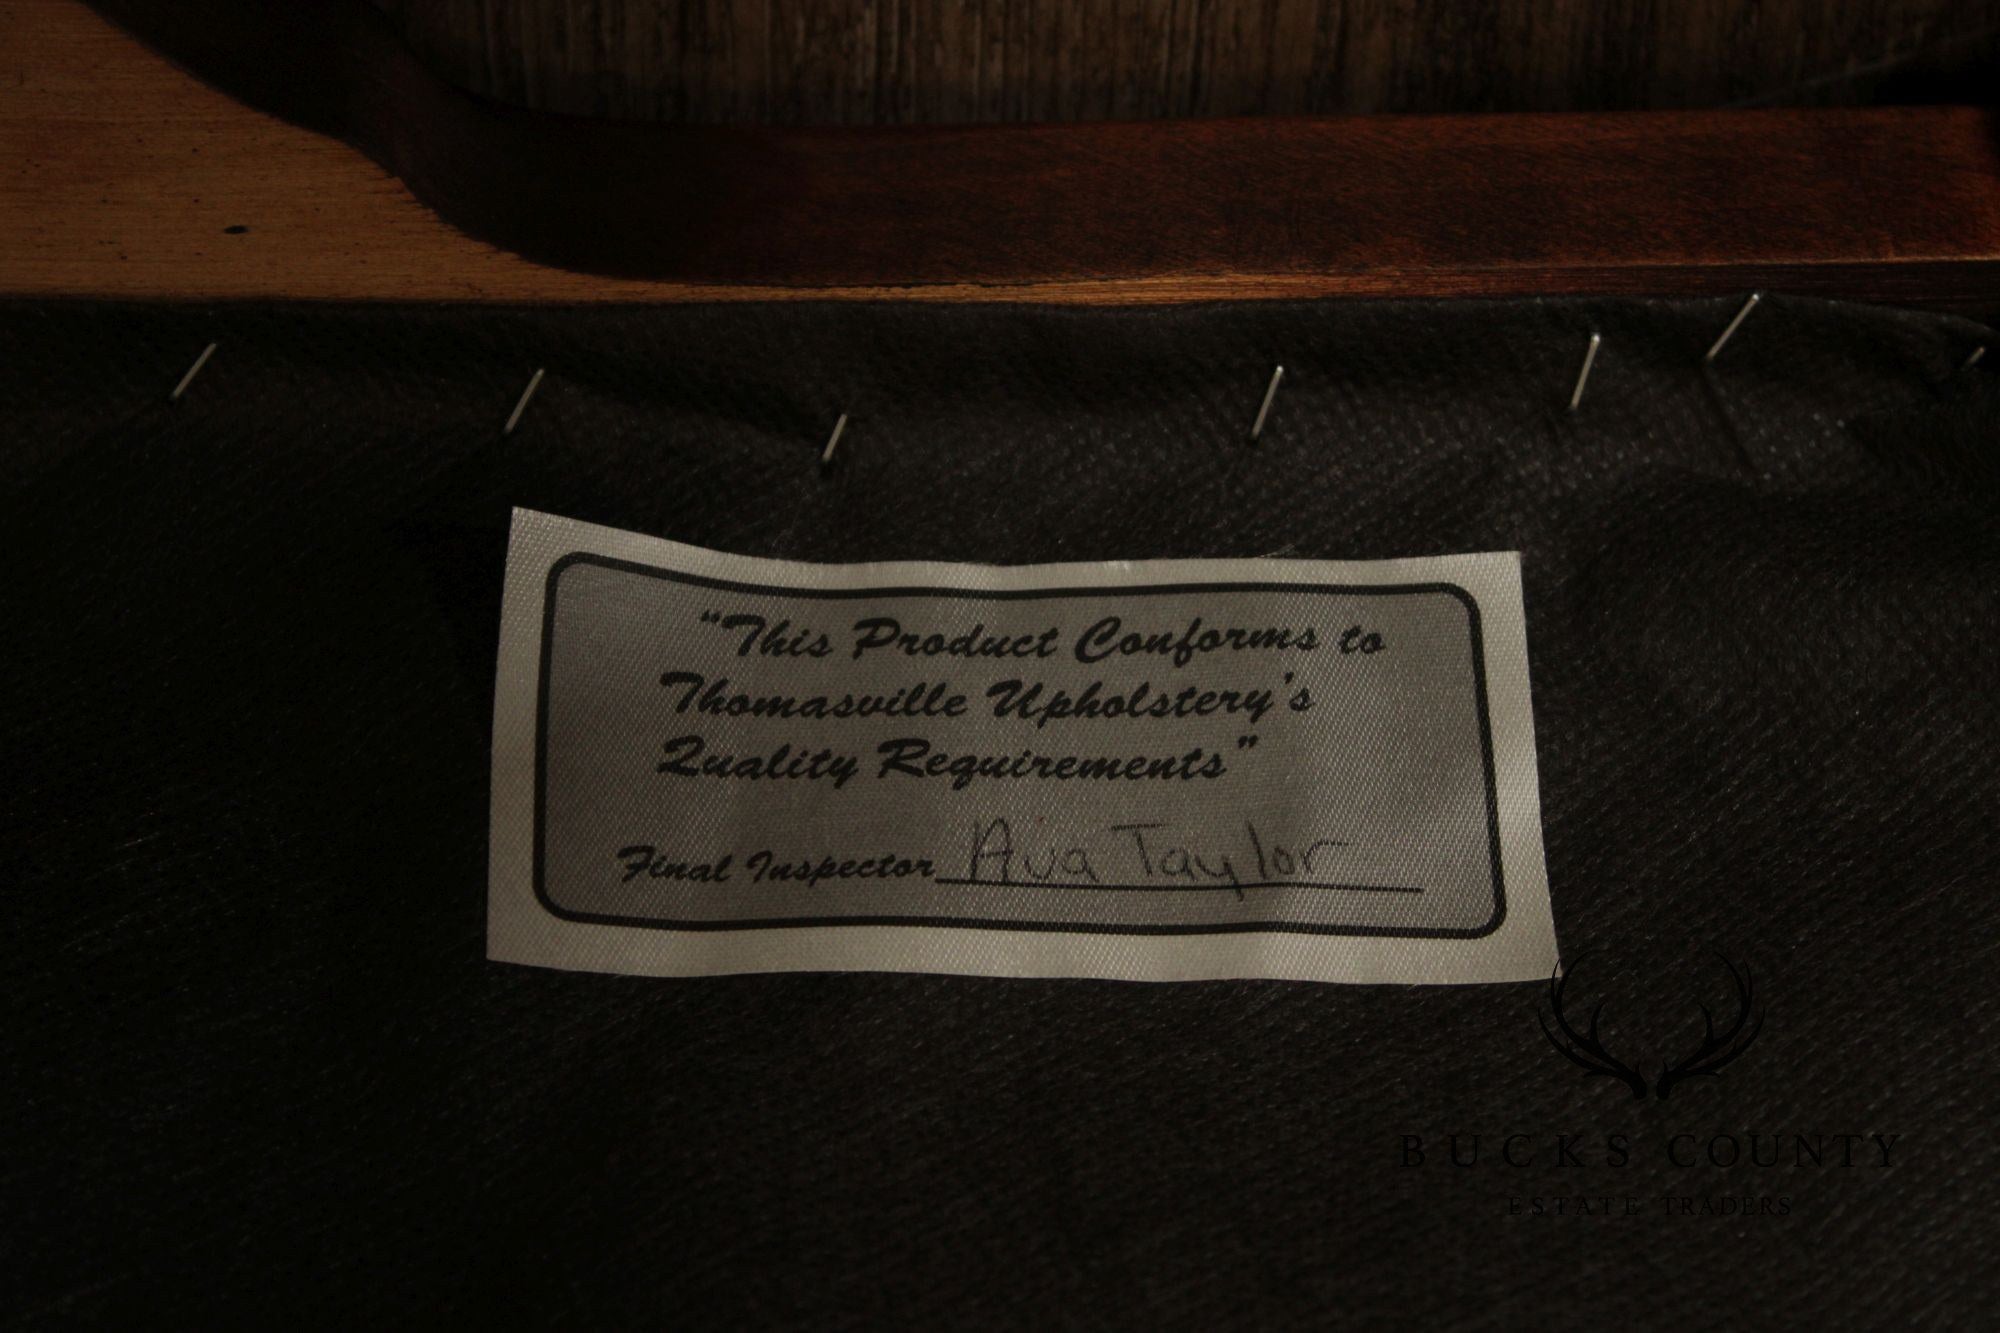 “This Product Conforms to
Thomasville Upholstery's
Quality Requirements”
Final Inspector Ava Taylor
BUCKS COUNTY
ESTATE TRADERS